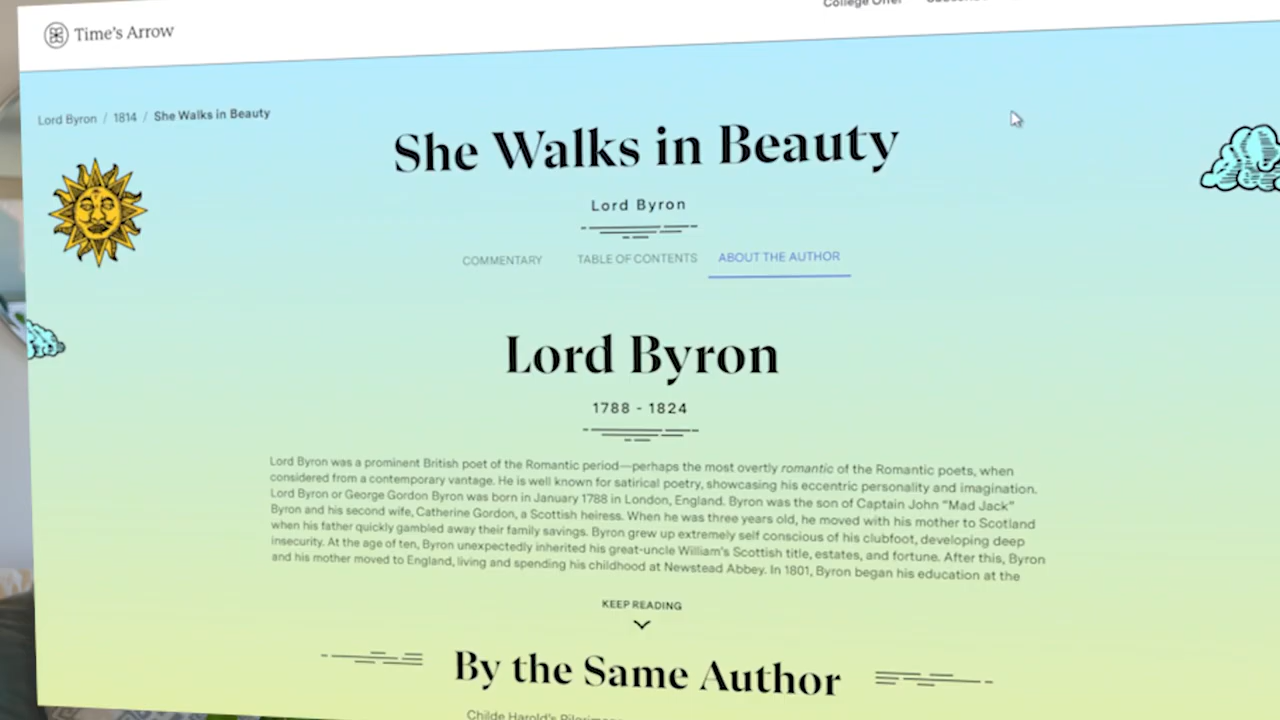 College Offer
Time's Arrow
Lord Byron / 1814 / She Walks in Beauty
She Walks in Beauty
Lord Byron
COMMENTARY TABLE OF CONTENTS ABOUT THE AUTHOR
Lord Byron
1788 - 1824
Lord Byron was a prominent British poet of the Romantic period—perhaps the most overtly romantic of the Romantic poets, when
considered from a contemporary vantage. He is well known for satirical poetry, showcasing his eccentric personality and imagination.
Lord Byron or George Gordon Byron was born in January 1788 in London, England. Byron was the son of Captain John “Mad Jack”
Byron and his second wife, Catherine Gordon, a Scottish heiress. When he was three years old, he moved with his mother to Scotland
when his father quickly gambled away their family savings. Byron grew up extremely self conscious of his clubfoot, developing deep
insecurity. At the age of ten, Byron unexpectedly inherited his great-uncle William's Scottish title, estates, and fortune. After this, Byron
and his mother moved to England, living and spending his childhood at Newstead Abbey. In 1801, Byron began his education at the
KEEP READING
By the Same Author
Childe Harold's